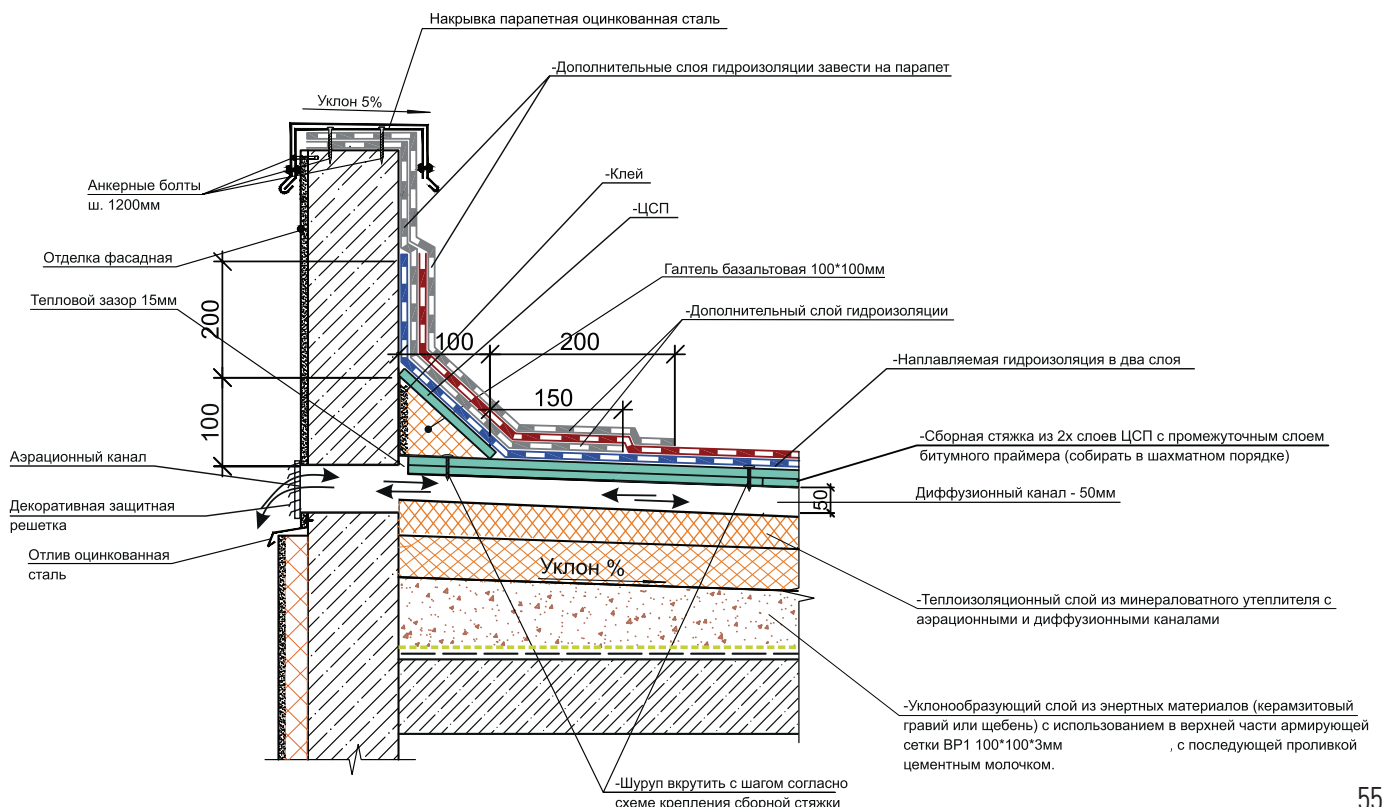 Накрывка парапетная оцинкованная сталь
-Дополнительные слоя гидроизоляции завести на парапет
Уклон 5%
Анкерные болты
ш. 1200мм
-Клей
-ЦСП
Отделка фасадная
Галтель базальтовая 100*100мм
Тепловой зазор 15мм
-Дополнительный слой гидроизоляции
200
100
200
-Наплавляемая гидроизоляция в два слоя
150
100
-Сборная стяжка из 2х слоев ЦСП с промежуточным слоем
битумного праймера (собирать в шахматном порядке)
Аэрационный канал
Диффузионный канал - 50мм
50
Декоративная защитная
решетка
Отлив оцинкованная
сталь
Уклон %
-Теплоизоляционный слой из минераловатного утеплителя с
аэрационными и диффузионными каналами
-Уклонообразующий слой из энертных материалов (керамзитовый
гравий или щебень) с использованием в верхней части армирующей
сетки ВР1 100*100*3мм , с последующей проливкой
цементным молочком.
-Шуруп вкрутить с шагом согласно
схеме крепления сборной стяжки
55